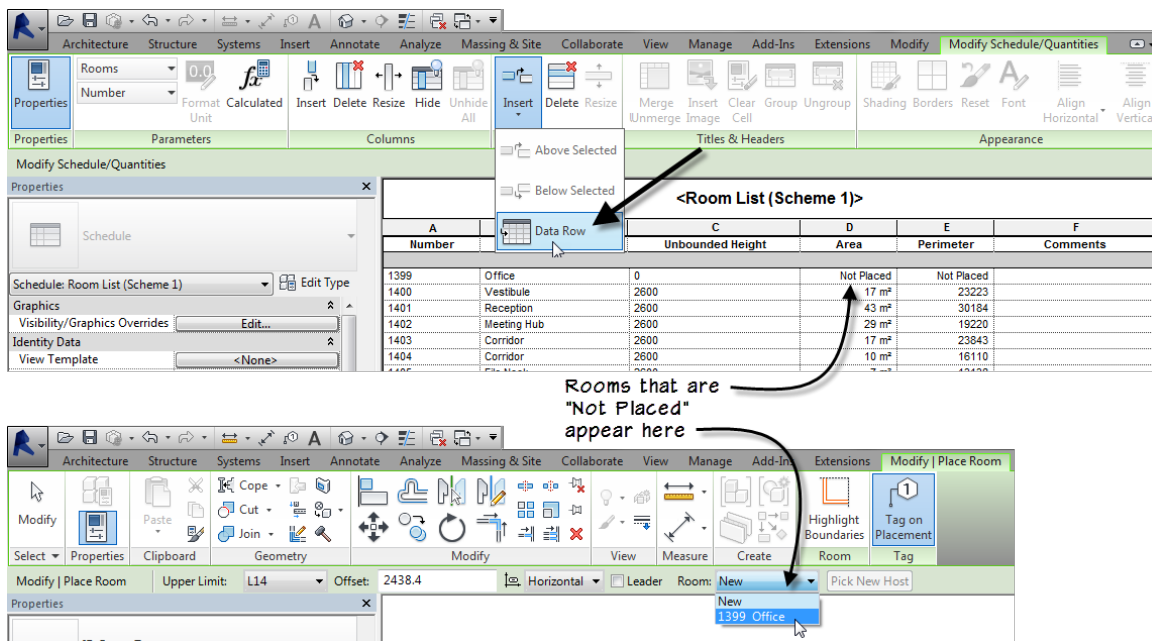 Architecture Structure Systems Insert Annotate Analyze Massing & Site Collaborate View Manage Add-Ins Extensions Modify Modify Schedule/Quantities
Properties
Rooms
Number
0.0
Format Unit
fx
Calculated
Insert Delete Resize Hide Unhide All
Insert Delete Resize
Merge Unmerge
Insert Image
Clear Cell
Group Ungroup
Shading Borders Reset Font
Align Horizontal
Align
Properties Parameters Columns Titles & Headers Appearance
Above Selected
Below Selected
Data Row
Modify Schedule/Quantities
Properties
Schedule
Schedule: Room List (Scheme 1) Edit Type
Graphics
Visibility/Graphics Overrides Edit...
Identity Data
View Template <None>
<Room List (Scheme 1)>
A C D E F
Number Unbounded Height Area Perimeter Comments
1399 Office 0 Not Placed Not Placed
1400 Vestibule 2600 17 m² 23223
1401 Reception 2600 43 m² 30184
1402 Meeting Hub 2600 29 m² 19220
1403 Corridor 2600 17 m² 23843
1404 Corridor 2600 10 m² 16110
Rooms that are
"Not Placed"
appear here
Architecture Structure Systems Insert Annotate Analyze Massing & Site Collaborate View Manage Add-Ins Extensions Modify | Place Room
Modify
Paste
Cope
Cut
Join
Highlight Boundaries
1
Tag on Placement
Select Properties Clipboard Geometry Modify View Measure Create Room Tag
Modify | Place Room Upper Limit: L14 Offset: 2438.4 Horizontal Leader Room: New Pick New Host
Properties
New
1399 Office